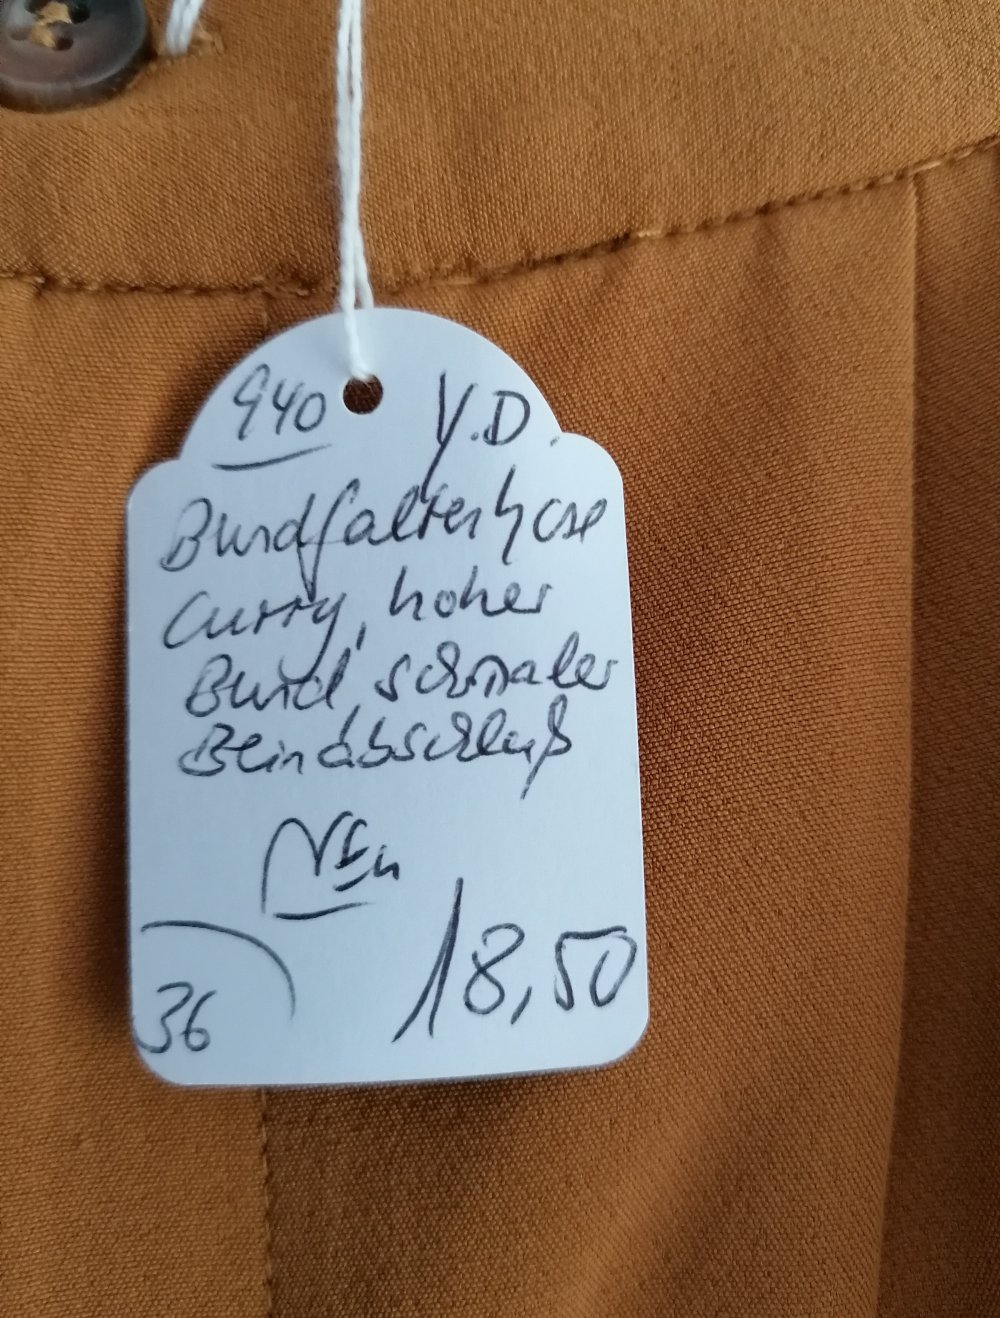 940 Y.D.
Bundfaltenhose
Curry, hoher
Bund, schmaler
Beinabschluß
NEu
36 18,50